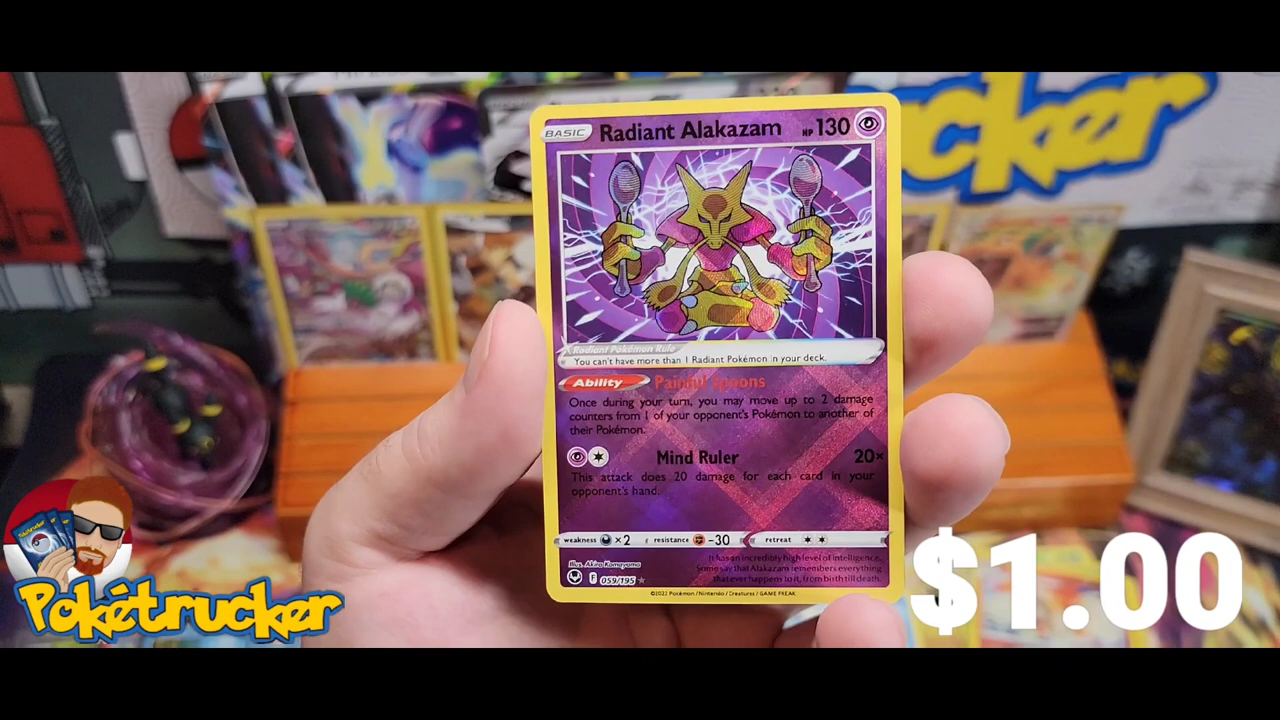 BASIC
Radiant Alakazam
HP 130
Radiant Pokémon Rule
You can't have more than 1 Radiant Pokémon in your deck.
Ability
Painful Spoons
Once during your turn, you may move up to 2 damage
counters from 1 of your opponent's Pokémon to another of
their Pokémon.
Mind Ruler
20×
This attack does 20 damage for each card in your
opponent's hand.
weakness ×2 resistance -30 retreat
Illus. Akira Komayama
F 059/195
It has an incredibly high level of intelligence.
Some say that Alakazam remembers everything
that ever happens to it, from birth till death.
©2022 Pokémon / Nintendo / Creatures / GAME FREAK
$1.00
Pokétrucker